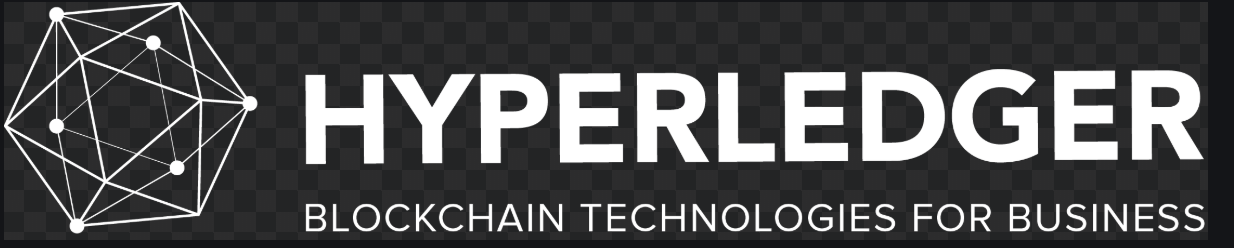 HYPERLEDGER
BLOCKCHAIN TECHNOLOGIES FOR BUSINESS